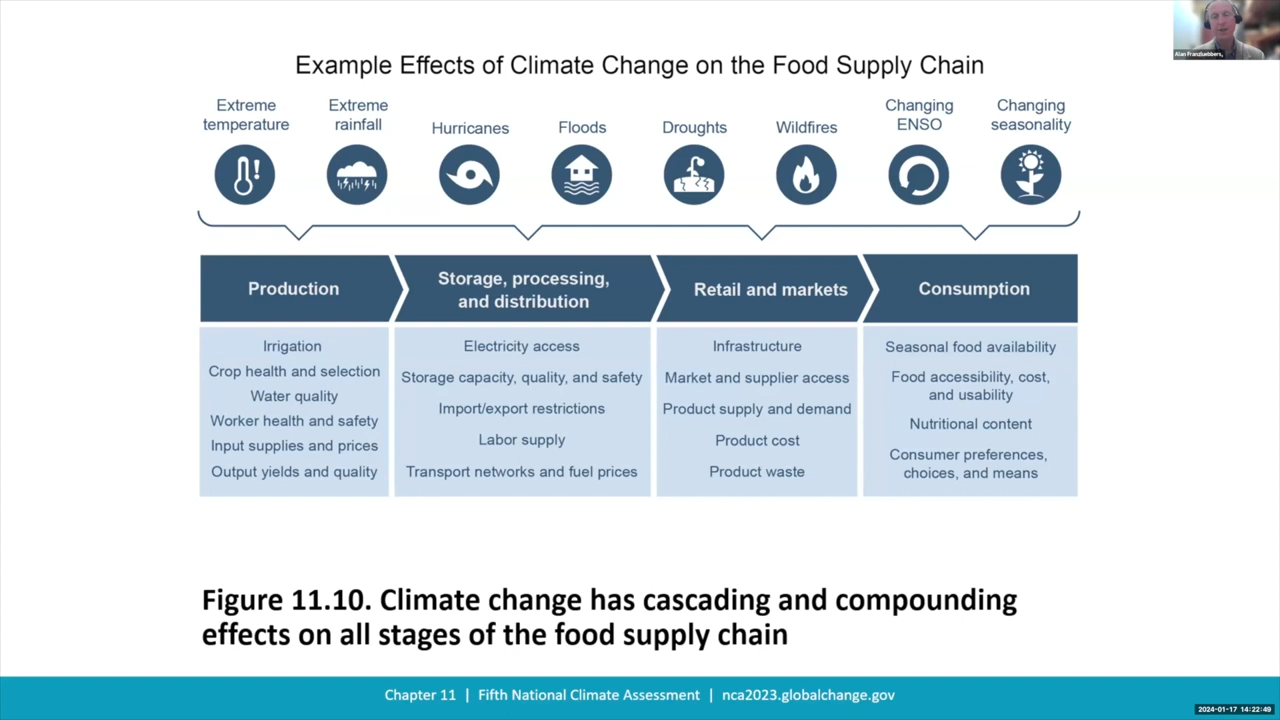 Alan Franzluebbers,
Example Effects of Climate Change on the Food Supply Chain
Extreme
temperature
Extreme
rainfall
Hurricanes
Floods
Droughts
Wildfires
Changing
ENSO
Changing
seasonality
Production
Storage, processing,
and distribution
Retail and markets
Consumption
Irrigation
Crop health and selection
Water quality
Worker health and safety
Input supplies and prices
Output yields and quality
Electricity access
Storage capacity, quality, and safety
Import/export restrictions
Labor supply
Transport networks and fuel prices
Infrastructure
Market and supplier access
Product supply and demand
Product cost
Product waste
Seasonal food availability
Food accessibility, cost,
and usability
Nutritional content
Consumer preferences,
choices, and means
Figure 11.10. Climate change has cascading and compounding
effects on all stages of the food supply chain
Chapter 11 | Fifth National Climate Assessment | nca2023.globalchange.gov
2024-01-17 14:22:49